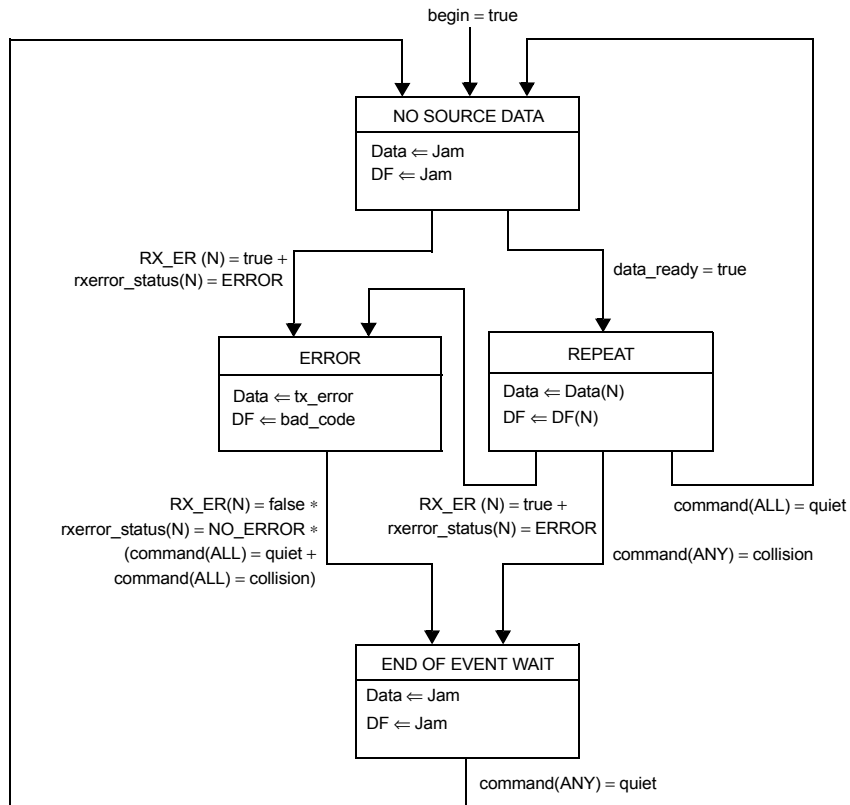 begin = true
NO SOURCE DATA
Data ⇐ Jam
DF ⇐ Jam
RX_ER (N) = true +
rxerror_status(N) = ERROR
data_ready = true
ERROR
Data ⇐ tx_error
DF ⇐ bad_code
REPEAT
Data ⇐ Data(N)
DF ⇐ DF(N)
RX_ER(N) = false *
rxerror_status(N) = NO_ERROR *
(command(ALL) = quiet +
command(ALL) = collision)
RX_ER (N) = true +
rxerror_status(N) = ERROR
command(ALL) = quiet
command(ANY) = collision
END OF EVENT WAIT
Data ⇐ Jam
DF ⇐ Jam
command(ANY) = quiet